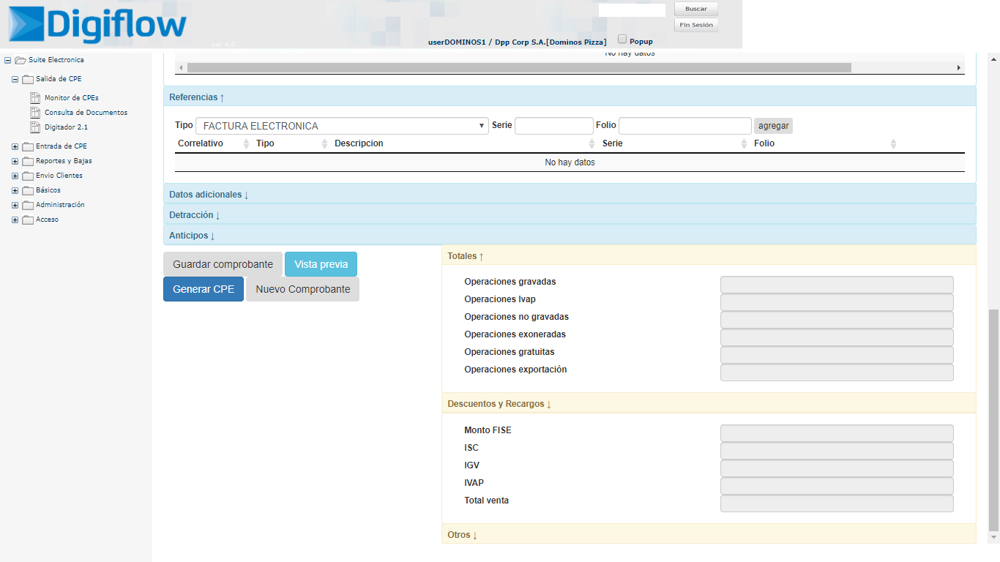 Digiflow
ver 4.6
Buscar
Fin Sesión
userDOMINOS1 / Dpp Corp S.A.[Dominos Pizza]
Popup
Suite Electronica
Salida de CPE
Monitor de CPEs
Consulta de Documentos
Digitador 2.1
Entrada de CPE
Reportes y Bajas
Envio Clientes
Básicos
Administración
Acceso
No hay datos
Referencias ↑
Tipo FACTURA ELECTRONICA Serie Folio agregar
Correlativo Tipo Descripcion Serie Folio
No hay datos
Datos adicionales ↓
Detracción ↓
Anticipos ↓
Guardar comprobante Vista previa
Generar CPE Nuevo Comprobante
Totales ↑
Operaciones gravadas
Operaciones Ivap
Operaciones no gravadas
Operaciones exoneradas
Operaciones gratuitas
Operaciones exportación
Descuentos y Recargos ↓
Monto FISE
ISC
IGV
IVAP
Total venta
Otros ↓